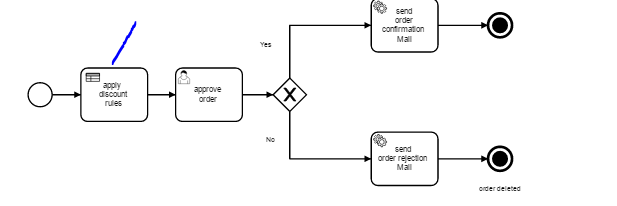 send
order
confirmation
Mail
Yes
apply
discount
rules
approve
order
No
send
order rejection
Mail
order deleted